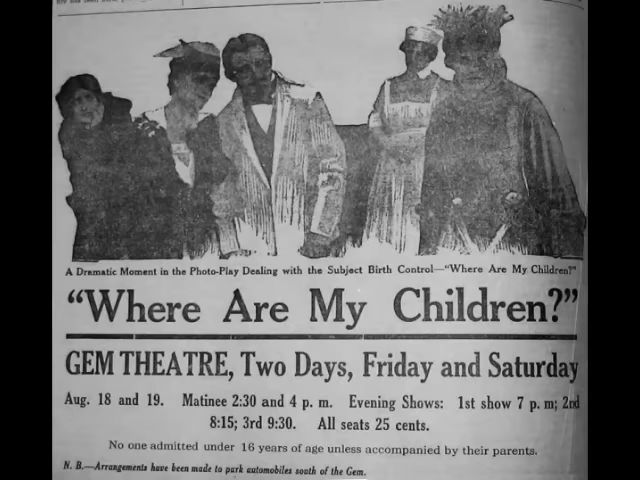 A Dramatic Moment in the Photo-Play Dealing with the Subject Birth Control—"Where Are My Children?"
"Where Are My Children?"
GEM THEATRE, Two Days, Friday and Saturday
Aug. 18 and 19. Matinee 2:30 and 4 p. m. Evening Shows: 1st show 7 p. m; 2nd
8:15; 3rd 9:30. All seats 25 cents.
No one admitted under 16 years of age unless accompanied by their parents.
N. B.—Arrangements have been made to park automobiles south of the Gem.